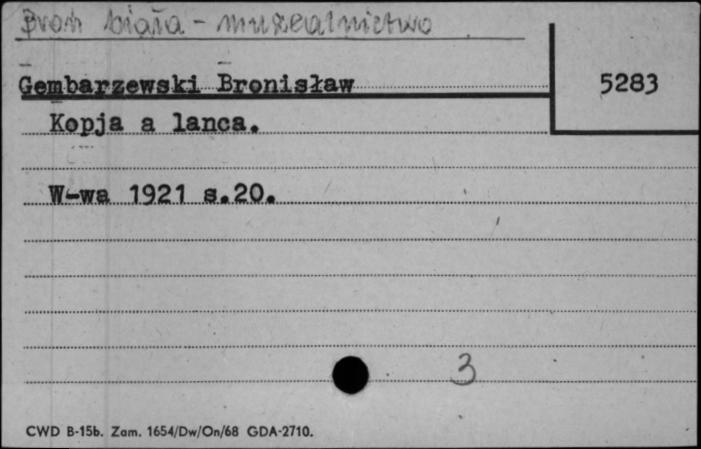 Broń biała - muzealnictwo
Gembarzewski Bronisław
5283
Kopja a lanca.
W-wa 1921 s.20.
3
CWD B-15b. Zam. 1654/Dw/On/68 GDA-2710.